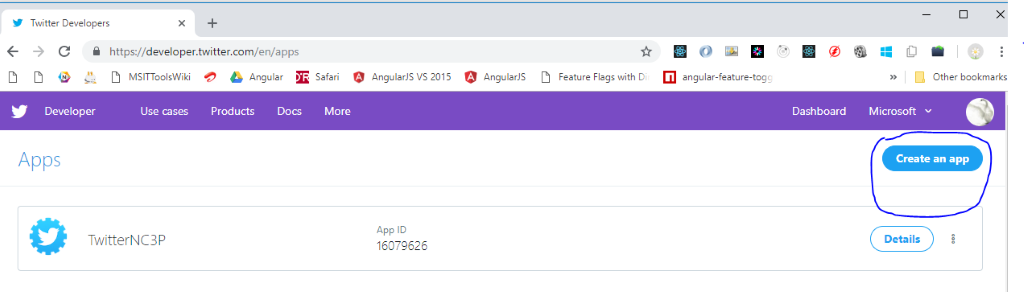 Twitter Developers
https://developer.twitter.com/en/apps
MSITToolsWiki Angular Safari AngularJS VS 2015 AngularJS Feature Flags with Di angular-feature-togg » Other bookmarks
Developer Use cases Products Docs More Dashboard Microsoft
Apps Create an app
App ID
TwitterNC3P 16079626 Details